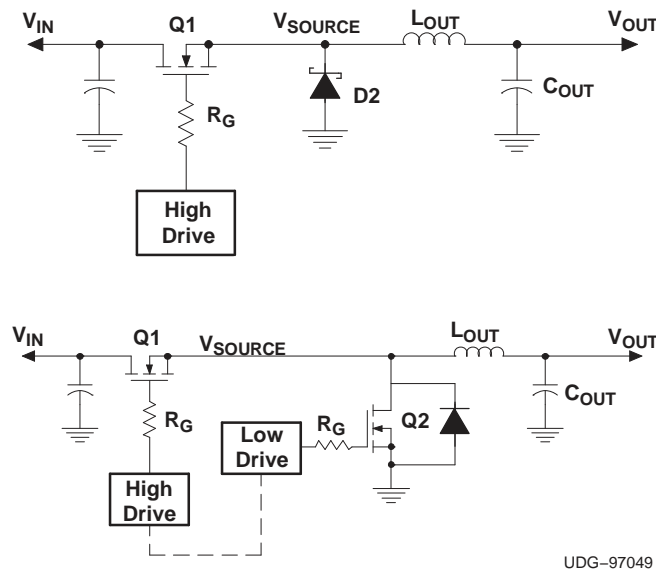 VIN
Q1
VSOURCE
LOUT
VOUT
RG
D2
COUT
High
Drive
VIN
Q1
VSOURCE
LOUT
VOUT
RG
Low
Drive
RG
Q2
COUT
High
Drive
UDG–97049